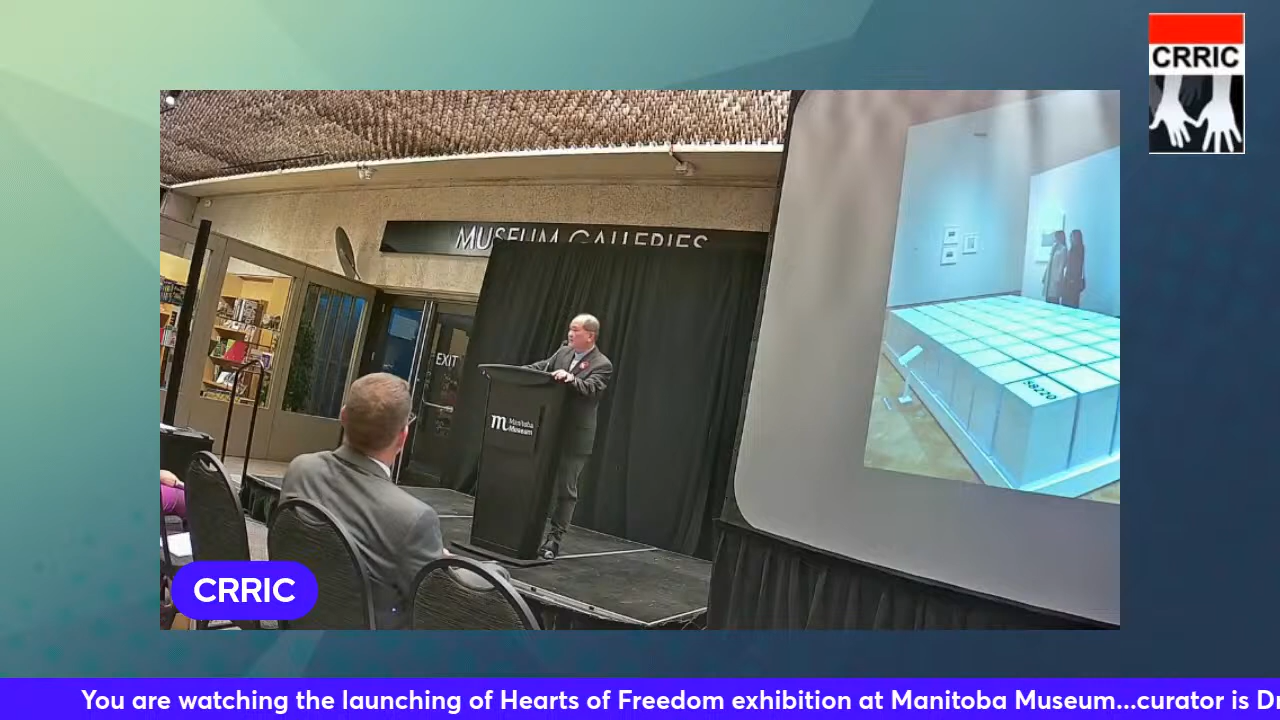 CRRIC
MUSEUM GALLERIES
EXIT
m Manitoba
Museum
58220
CRRIC
You are watching the launching of Hearts of Freedom exhibition at Manitoba Museum...curator is D